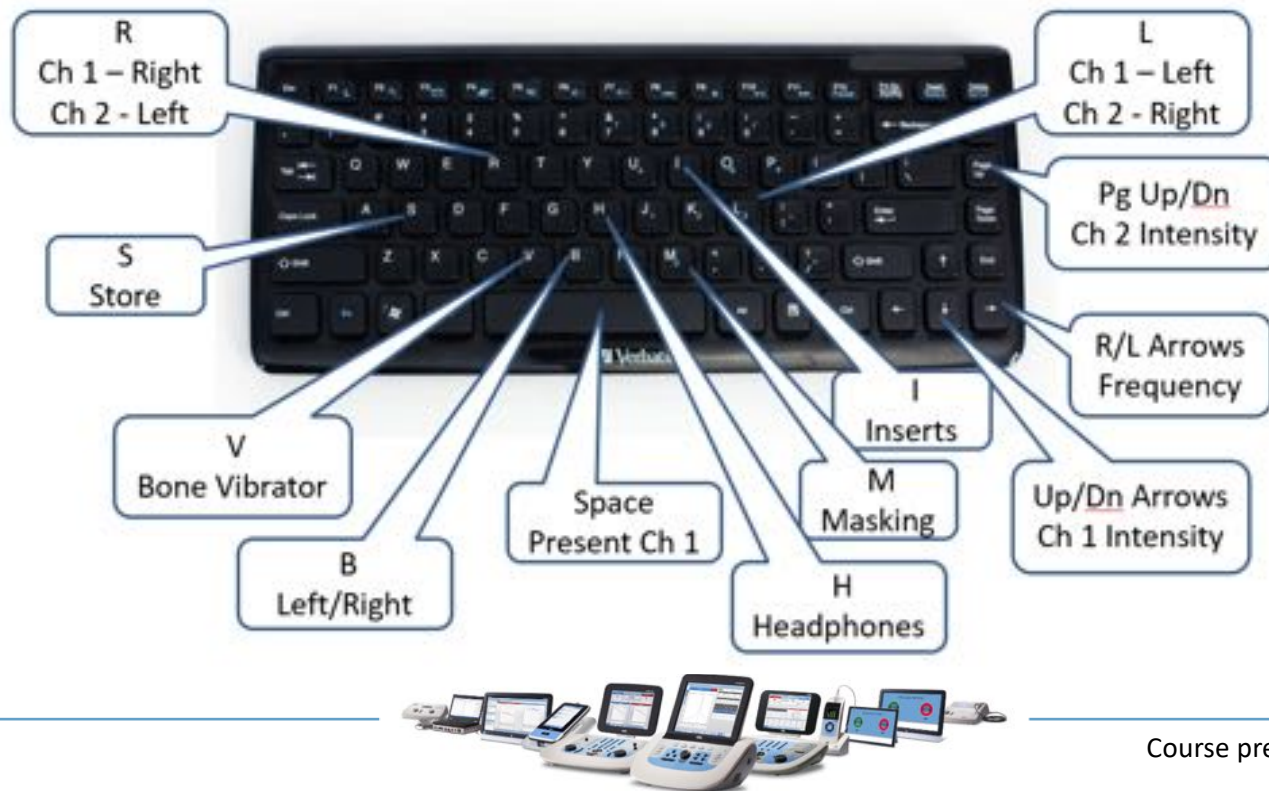 R
Ch 1 – Right
Ch 2 - Left
L
Ch 1 – Left
Ch 2 - Right
Pg Up/Dn
Ch 2 Intensity
S
Store
R/L Arrows
Frequency
I
Inserts
V
Bone Vibrator
M
Masking
Up/Dn Arrows
Ch 1 Intensity
Space
Present Ch 1
B
Left/Right
H
Headphones
Q W E R T Y U I O P
A S D F G H J K L
Z X C V B M
Course pre